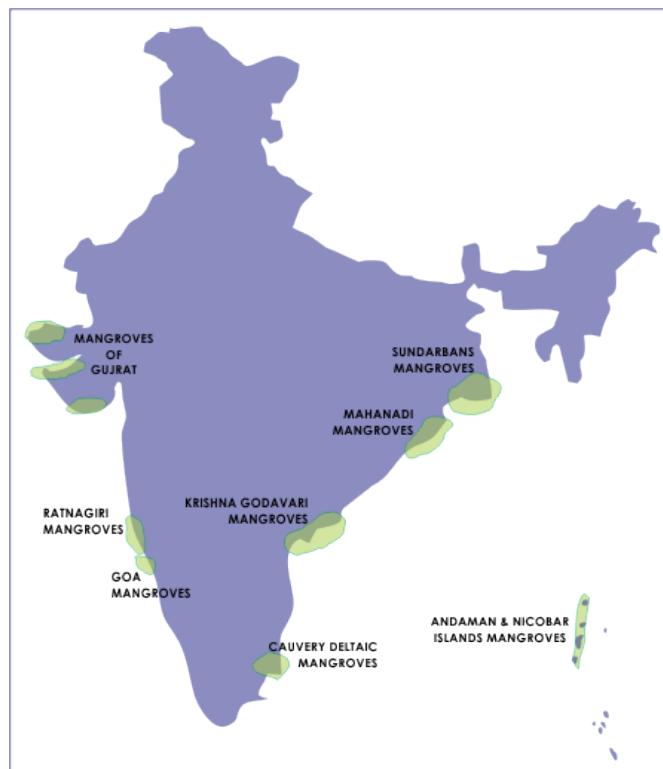 MANGROVES
OF
GUJRAT
SUNDARBANS
MANGROVES
MAHANADI
MANGROVES
KRISHNA GODAVARI
MANGROVES
RATNAGIRI
MANGROVES
GOA
MANGROVES
ANDAMAN & NICOBAR
ISLANDS MANGROVES
CAUVERY DELTAIC
MANGROVES